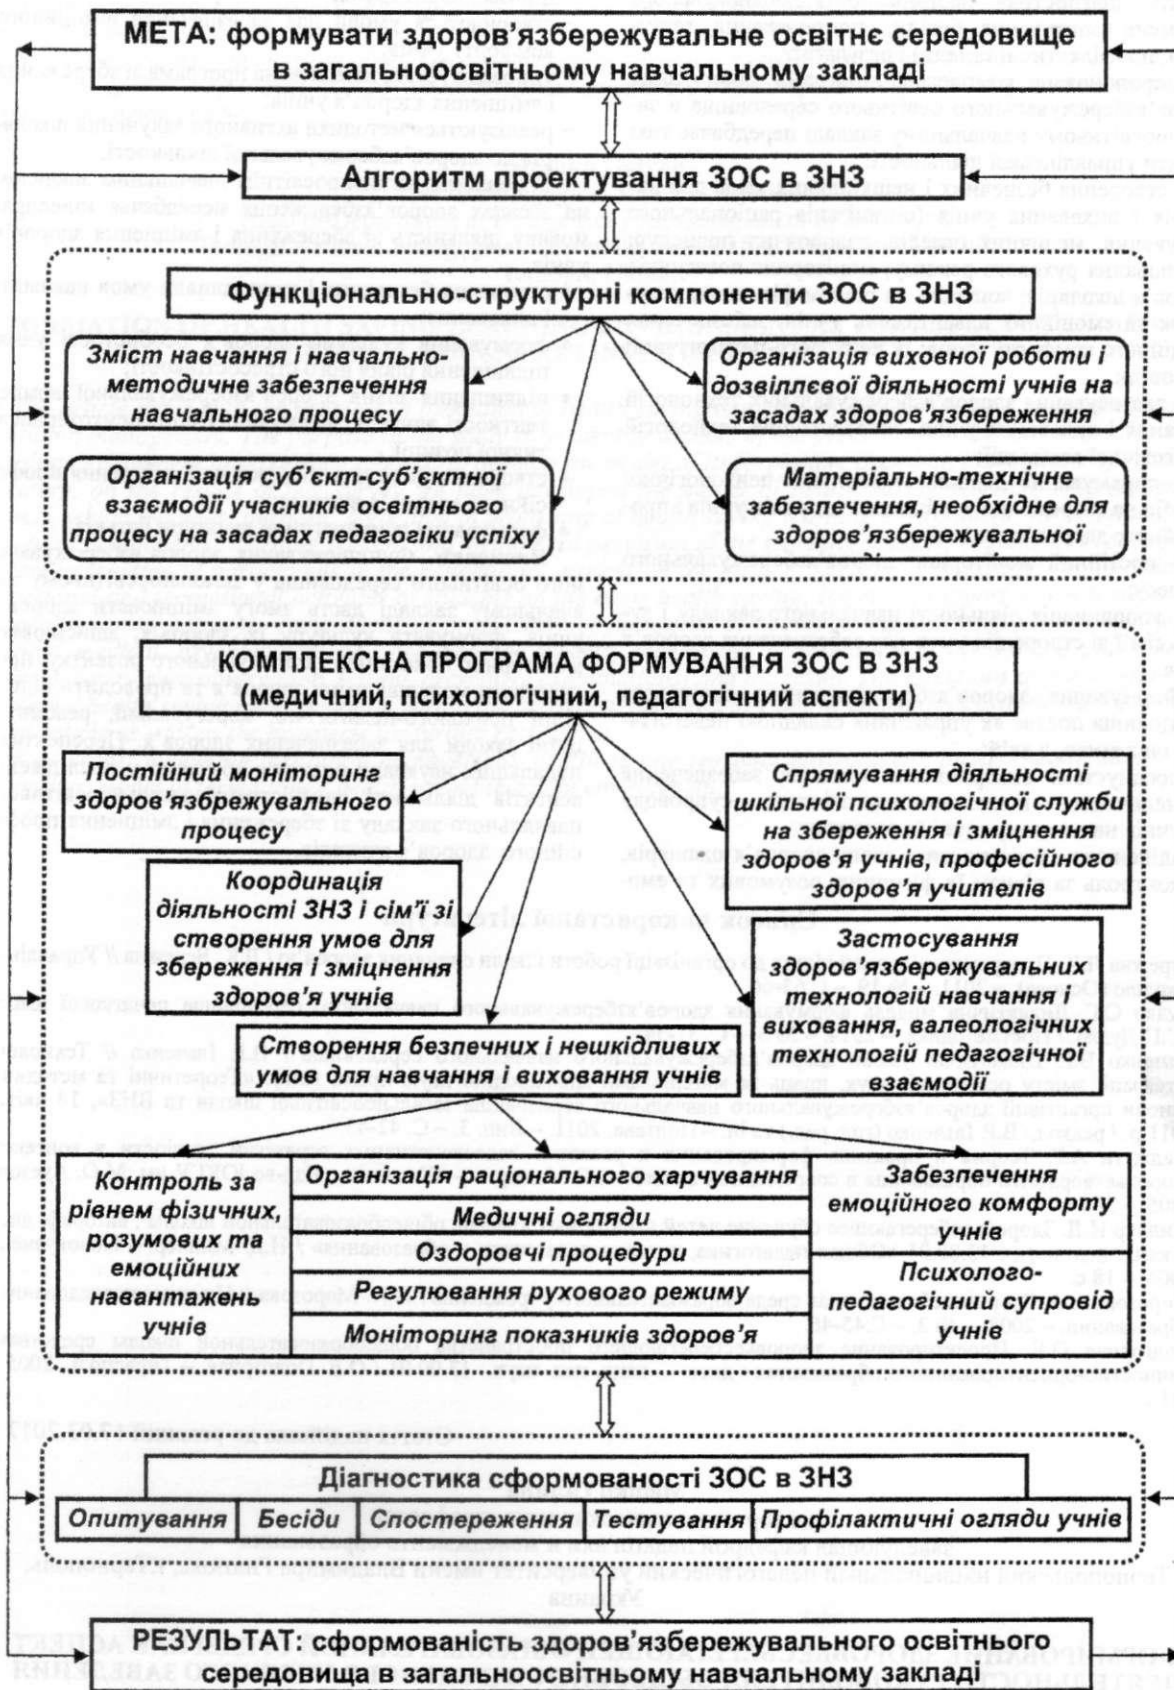 МЕТА: формувати здоров’язбережувальне освітнє середовище
в загальноосвітньому навчальному закладі
Алгоритм проектування ЗОС в ЗНЗ
Функціонально-структурні компоненти ЗОС в ЗНЗ
Зміст навчання і навчально-
методичне забезпечення
навчального процесу
Організація виховної роботи і
дозвіллєвої діяльності учнів на
засадах здоров’язбереження
Організація суб’єкт-суб’єктної
взаємодії учасників освітнього
процесу на засадах педагогіки успіху
Матеріально-технічне
забезпечення, необхідне для
здоров’язбережувальної
КОМПЛЕКСНА ПРОГРАМА ФОРМУВАННЯ ЗОС В ЗНЗ
(медичний, психологічний, педагогічний аспекти)
Постійний моніторинг
здоров’язбрежувального
процесу
Спрямування діяльності
шкільної психологічної служби
на збереження і зміцнення
здоров’я учнів, професійного
здоров’я учителів
Координація
діяльності ЗНЗ і сім’ї зі
створення умов для
збереження і зміцнення
здоров’я учнів
Застосування
здоров’язбережувальних
технологій навчання і
виховання, валеологічних
технологій педагогічної
взаємодії
Створення безпечних і нешкідливих
умов для навчання і виховання учнів
Контроль за
рівнем фізичних,
розумових та
емоційних
навантажень
учнів
Організація раціонального харчування
Медичні огляди
Оздоровчі процедури
Регулювання рухового режиму
Моніторинг показників здоров’я
Забезпечення
емоційного комфорту
учнів
Психолого-
педагогічний супровід
учнів
Діагностика сформованості ЗОС в ЗНЗ
Опитування Бесіди Спостереження Тестування Профілактичні огляди учнів
РЕЗУЛЬТАТ: сформованість здоров’язбережувального освітнього
середовища в загальноосвітньому навчальному закладі